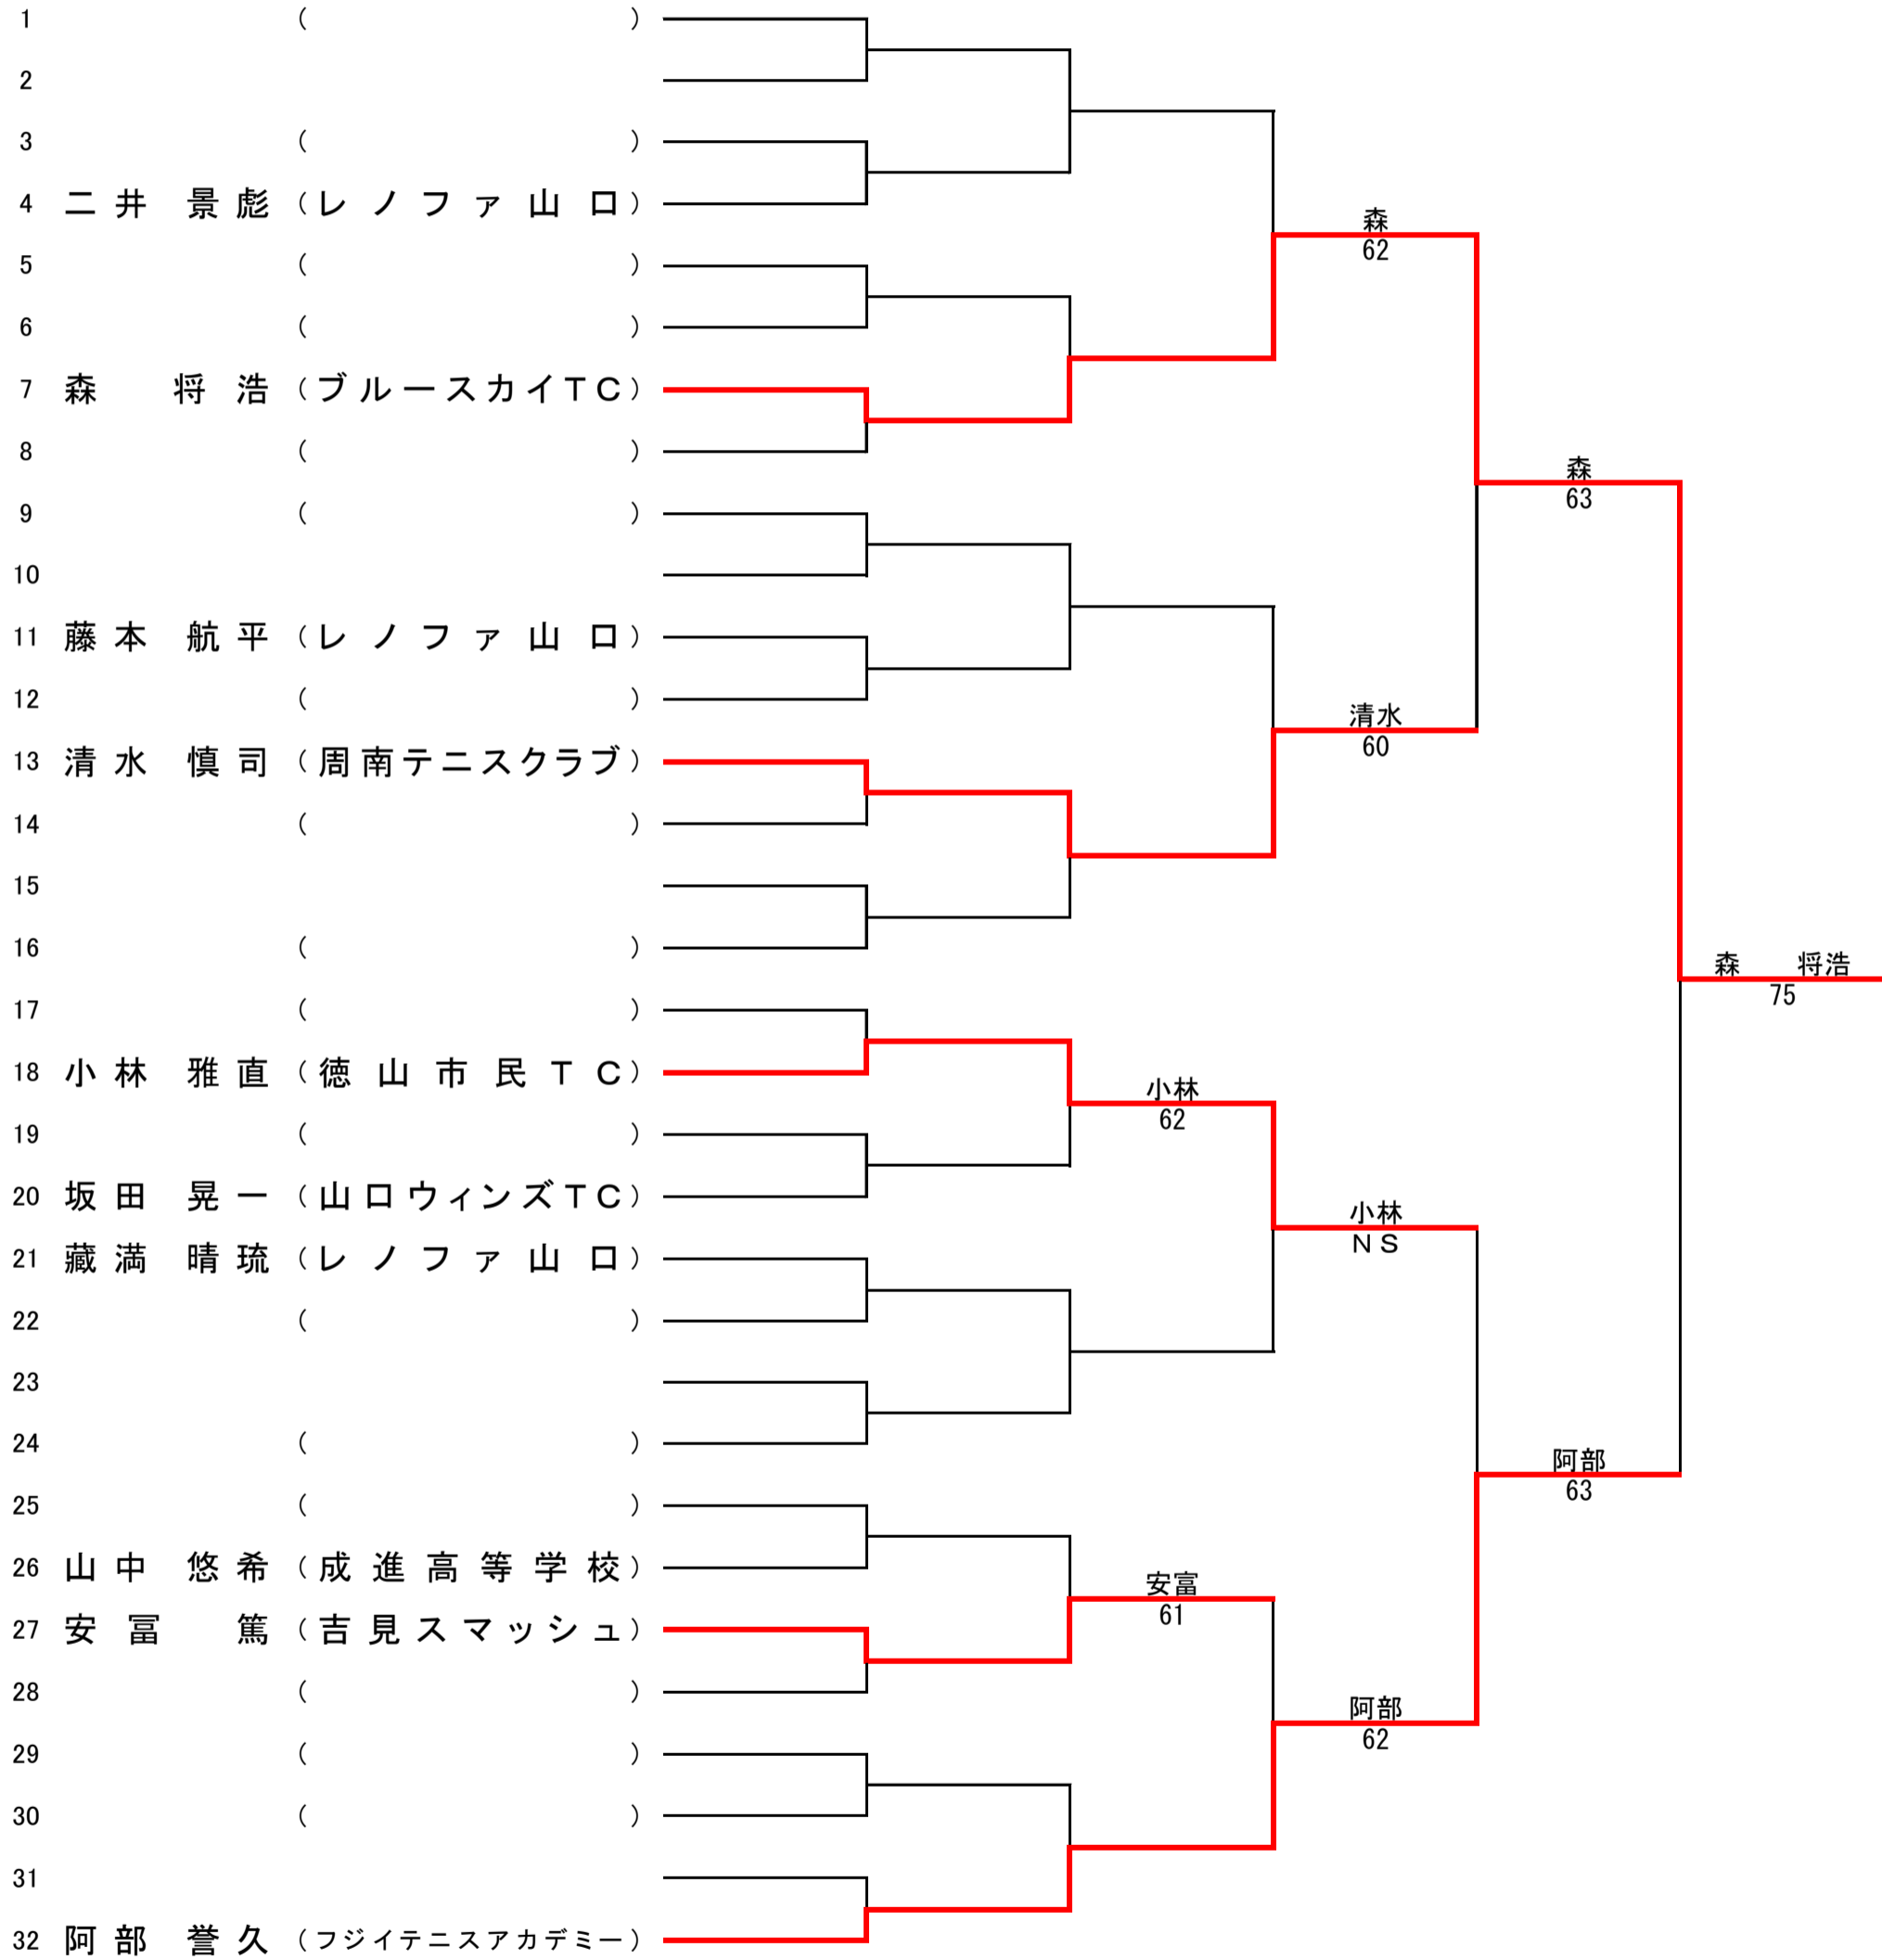 1 ( )
2
3 ( )
4 二井 景彪 (レノファ山口)
5 ( )
6 ( )
7 森 将浩 (ブルースカイTC)
8 ( )
9 ( )
10
11 藤本 航平 (レノファ山口)
12 ( )
13 清水 慎司 (周南テニスクラブ)
14 ( )
15
16 ( )
17 ( )
18 小林 雅直 (徳山市民TC)
19 ( )
20 坂田 晃一 (山口ウィンズTC)
21 藏満 晴琉 (レノファ山口)
22 ( )
23
24 ( )
25 ( )
26 山中 悠希 (成進高等学校)
27 安冨 篤 (吉見スマッシュ)
28 ( )
29 ( )
30 ( )
31
32 阿部 誉久 (フジイテニスアカデミー)
小林
62
安富
61
森
62
清水
60
小林
NS
阿部
62
森
63
阿部
63
森 将浩
75